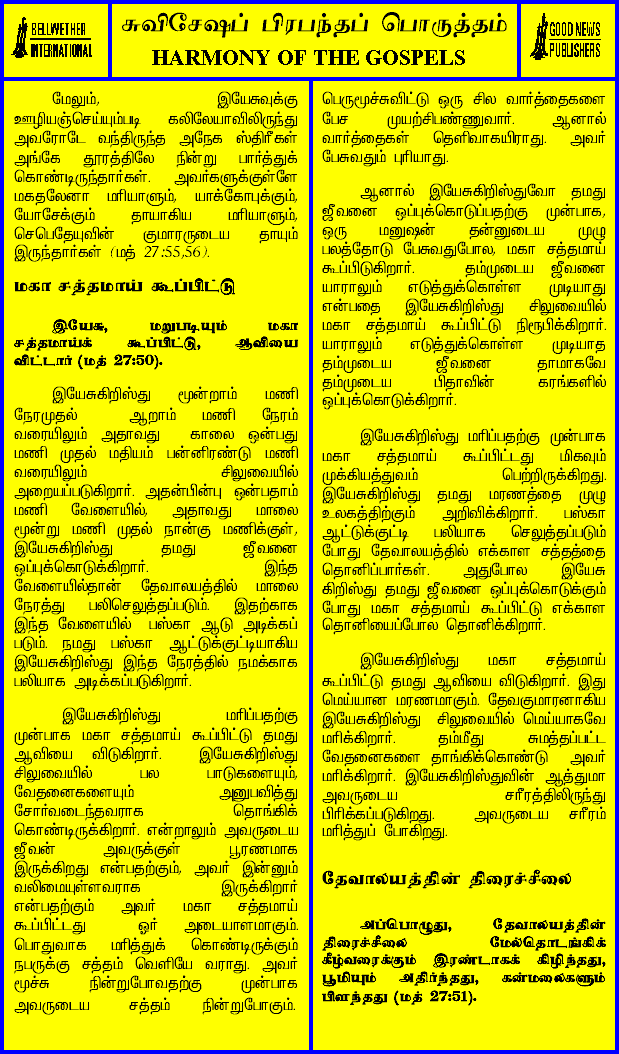 BELLWETHER
INTERNATIONAL
சுவிசேஷப் பிரபந்தப் பொருத்தம்
HARMONY OF THE GOSPELS
GOOD NEWS
PUBLISHERS
மேலும், இயேசுவுக்கு
ஊழியஞ்செய்யும்படி கலிலேயாவிலிருந்து
அவரோடே வந்திருந்த அநேக ஸ்திரீகள்
அங்கே தூரத்திலே நின்று பார்த்துக்
கொண்டிருந்தார்கள். அவர்களுக்குள்ளே
மகதலேனா மரியாளும், யாக்கோபுக்கும்,
யோசேக்கும் தாயாகிய மரியாளும்,
செபெதேயுவின் குமாரருடைய தாயும்
இருந்தார்கள் (மத் 27:55,56).
மகா சத்தமாய் கூப்பிட்டு
இயேசு, மறுபடியும் மகா
சத்தமாய்க் கூப்பிட்டு, ஆவியை
விட்டார் (மத் 27:50).
இயேசுகிறிஸ்து மூன்றாம் மணி
நேரமுதல் ஆறாம் மணி நேரம்
வரையிலும் அதாவது காலை ஒன்பது
மணி முதல் மதியம் பன்னிரண்டு மணி
வரையிலும் சிலுவையில்
அறையப்படுகிறார். அதன்பின்பு ஒன்பதாம்
மணி வேளையில், அதாவது மாலை
மூன்று மணி முதல் நான்கு மணிக்குள்,
இயேசுகிறிஸ்து தமது ஜீவனை
ஒப்புக்கொடுக்கிறார். இந்த
வேளையில்தான் தேவாலயத்தில் மாலை
நேரத்து பலிசெலுத்தப்படும். இதற்காக
இந்த வேளையில் பஸ்கா ஆடு அடிக்கப்
படும். நமது பஸ்கா ஆட்டுக்குட்டியாகிய
இயேசுகிறிஸ்து இந்த நேரத்தில் நமக்காக
பலியாக அடிக்கப்படுகிறார்.
இயேசுகிறிஸ்து மரிப்பதற்கு
முன்பாக மகா சத்தமாய் கூப்பிட்டு தமது
ஆவியை விடுகிறார். இயேசுகிறிஸ்து
சிலுவையில் பல பாடுகளையும்,
வேதனைகளையும் அனுபவித்து
சோர்வடைந்தவராக தொங்கிக்
கொண்டிருக்கிறார். என்றாலும் அவருடைய
ஜீவன் அவருக்குள் பூரணமாக
இருக்கிறது என்பதற்கும், அவர் இன்னும்
வலிமையுள்ளவராக இருக்கிறார்
என்பதற்கும் அவர் மகா சத்தமாய்
கூப்பிட்டது ஓர் அடையாளமாகும்.
பொதுவாக மரித்துக் கொண்டிருக்கும்
நபருக்கு சத்தம் வெளியே வராது. அவர்
மூச்சு நின்றுபோவதற்கு முன்பாக
அவருடைய சத்தம் நின்றுபோகும்.
பெருமூச்சுவிட்டு ஒரு சில வார்த்தைகளை
பேச முயற்சிபண்ணுவார். ஆனால்
வார்த்தைகள் தெளிவாகயிராது. அவர்
பேசுவதும் புரியாது.
ஆனால் இயேசுகிறிஸ்துவோ தமது
ஜீவனை ஒப்புக்கொடுப்பதற்கு முன்பாக,
ஒரு மனுஷன் தன்னுடைய முழு
பலத்தோடு பேசுவதுபோல, மகா சத்தமாய்
கூப்பிடுகிறார். தம்முடைய ஜீவனை
யாராலும் எடுத்துக்கொள்ள முடியாது
என்பதை இயேசுகிறிஸ்து சிலுவையில்
மகா சத்தமாய் கூப்பிட்டு நிரூபிக்கிறார்.
யாராலும் எடுத்துக்கொள்ள முடியாத
தம்முடைய ஜீவனை தாமாகவே
தம்முடைய பிதாவின் கரங்களில்
ஒப்புக்கொடுக்கிறார்.
இயேசுகிறிஸ்து மரிப்பதற்கு முன்பாக
மகா சத்தமாய் கூப்பிட்டது மிகவும்
முக்கியத்துவம் பெற்றிருக்கிறது.
இயேசுகிறிஸ்து தமது மரணத்தை முழு
உலகத்திற்கும் அறிவிக்கிறார். பஸ்கா
ஆட்டுக்குட்டி பலியாக செலுத்தப்படும்
போது தேவாலயத்தில் எக்காள சத்தத்தை
தொனிப்பார்கள். அதுபோல இயேசு
கிறிஸ்து தமது ஜீவனை ஒப்புக்கொடுக்கும்
போது மகா சத்தமாய் கூப்பிட்டு எக்காள
தொனியைப்போல தொனிக்கிறார்.
இயேசுகிறிஸ்து மகா சத்தமாய்
கூப்பிட்டு தமது ஆவியை விடுகிறார். இது
மெய்யான மரணமாகும். தேவகுமாரனாகிய
இயேசுகிறிஸ்து சிலுவையில் மெய்யாகவே
மரிக்கிறார். தம்மீது சுமத்தப்பட்ட
வேதனைகளை தாங்கிக்கொண்டு அவர்
மரிக்கிறார். இயேசுகிறிஸ்துவின் ஆத்துமா
அவருடைய சரீரத்திலிருந்து
பிரிக்கப்படுகிறது. அவருடைய சரீரம்
மரித்துப் போகிறது.
தேவாலயத்தின் திரைச்சீலை
அப்பொழுது, தேவாலயத்தின்
திரைச்சீலை மேல்தொடங்கிக்
கீழ்வரைக்கும் இரண்டாகக் கிழிந்தது,
பூமியும் அதிர்ந்தது, கன்மலைகளும்
பிளந்தது (மத் 27:51).